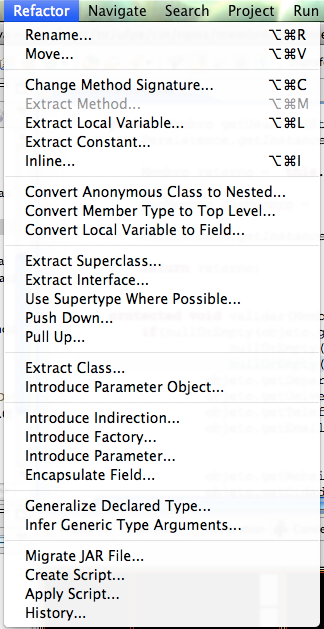 Refactor Navigate Search Project Run
Rename... ⌥⌘R
Move... ⌥⌘V
Change Method Signature... ⌥⌘C
Extract Method... ⌥⌘M
Extract Local Variable... ⌥⌘L
Extract Constant...
Inline... ⌥⌘I
Convert Anonymous Class to Nested...
Convert Member Type to Top Level...
Convert Local Variable to Field...
Extract Superclass...
Extract Interface...
Use Supertype Where Possible...
Push Down...
Pull Up...
Extract Class...
Introduce Parameter Object...
Introduce Indirection...
Introduce Factory...
Introduce Parameter...
Encapsulate Field...
Generalize Declared Type...
Infer Generic Type Arguments...
Migrate JAR File...
Create Script...
Apply Script...
History...